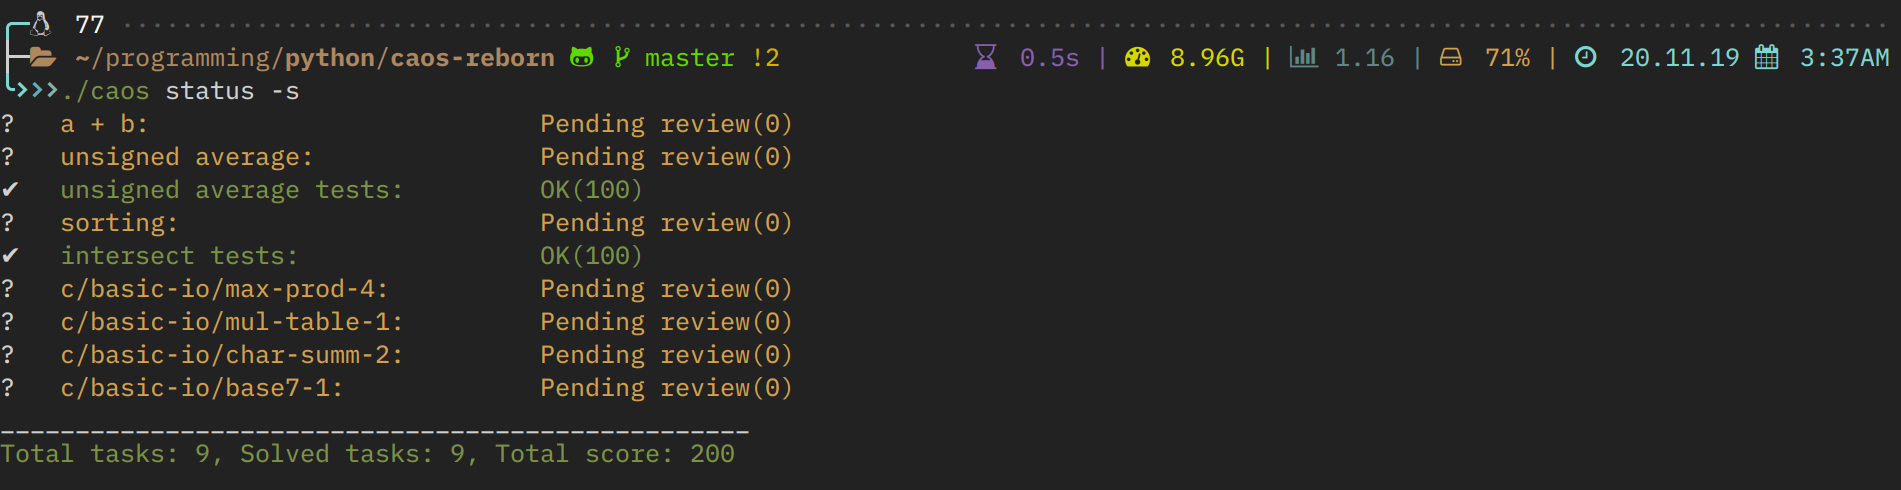 77
~/programming/python/caos-reborn master !2 0.5s | 8.96G | 1.16 | 71% | 20.11.19 3:37AM
❯❯❯./caos status -s
? a + b: Pending review(0)
? unsigned average: Pending review(0)
✔ unsigned average tests: OK(100)
? sorting: Pending review(0)
✔ intersect tests: OK(100)
? c/basic-io/max-prod-4: Pending review(0)
? c/basic-io/mul-table-1: Pending review(0)
? c/basic-io/char-summ-2: Pending review(0)
? c/basic-io/base7-1: Pending review(0)
__________________________________________________
Total tasks: 9, Solved tasks: 9, Total score: 200